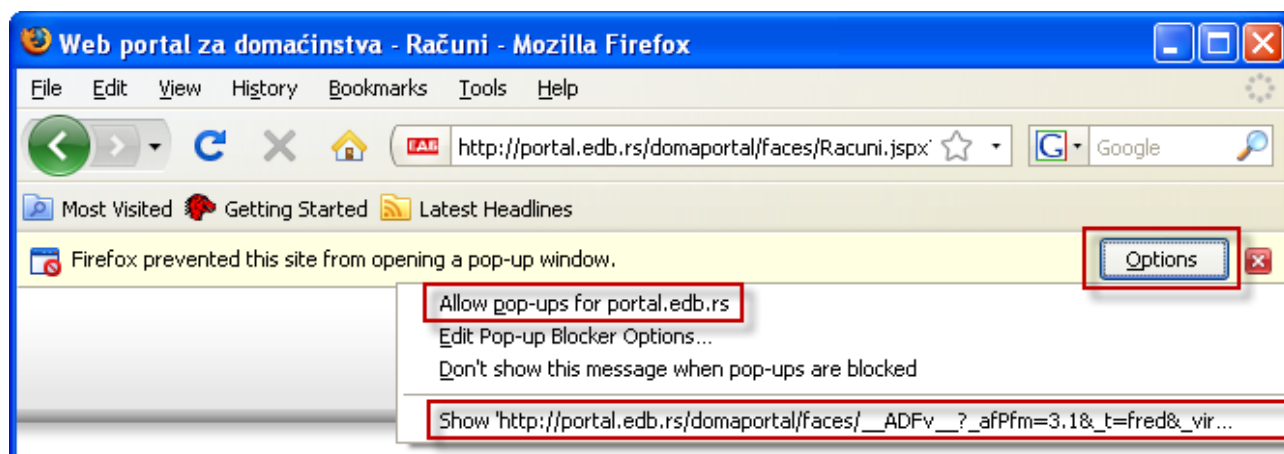 Web portal za domaćinstva - Računi - Mozilla Firefox
File Edit View History Bookmarks Tools Help
http://portal.edb.rs/domaportal/faces/Racuni.jspx G Google
Most Visited Getting Started Latest Headlines
Firefox prevented this site from opening a pop-up window. Options
Allow pop-ups for portal.edb.rs
Edit Pop-up Blocker Options...
Don't show this message when pop-ups are blocked
Show 'http://portal.edb.rs/domaportal/faces/__ADFv__?_afPfm=3.1&_t=fred&_vir...